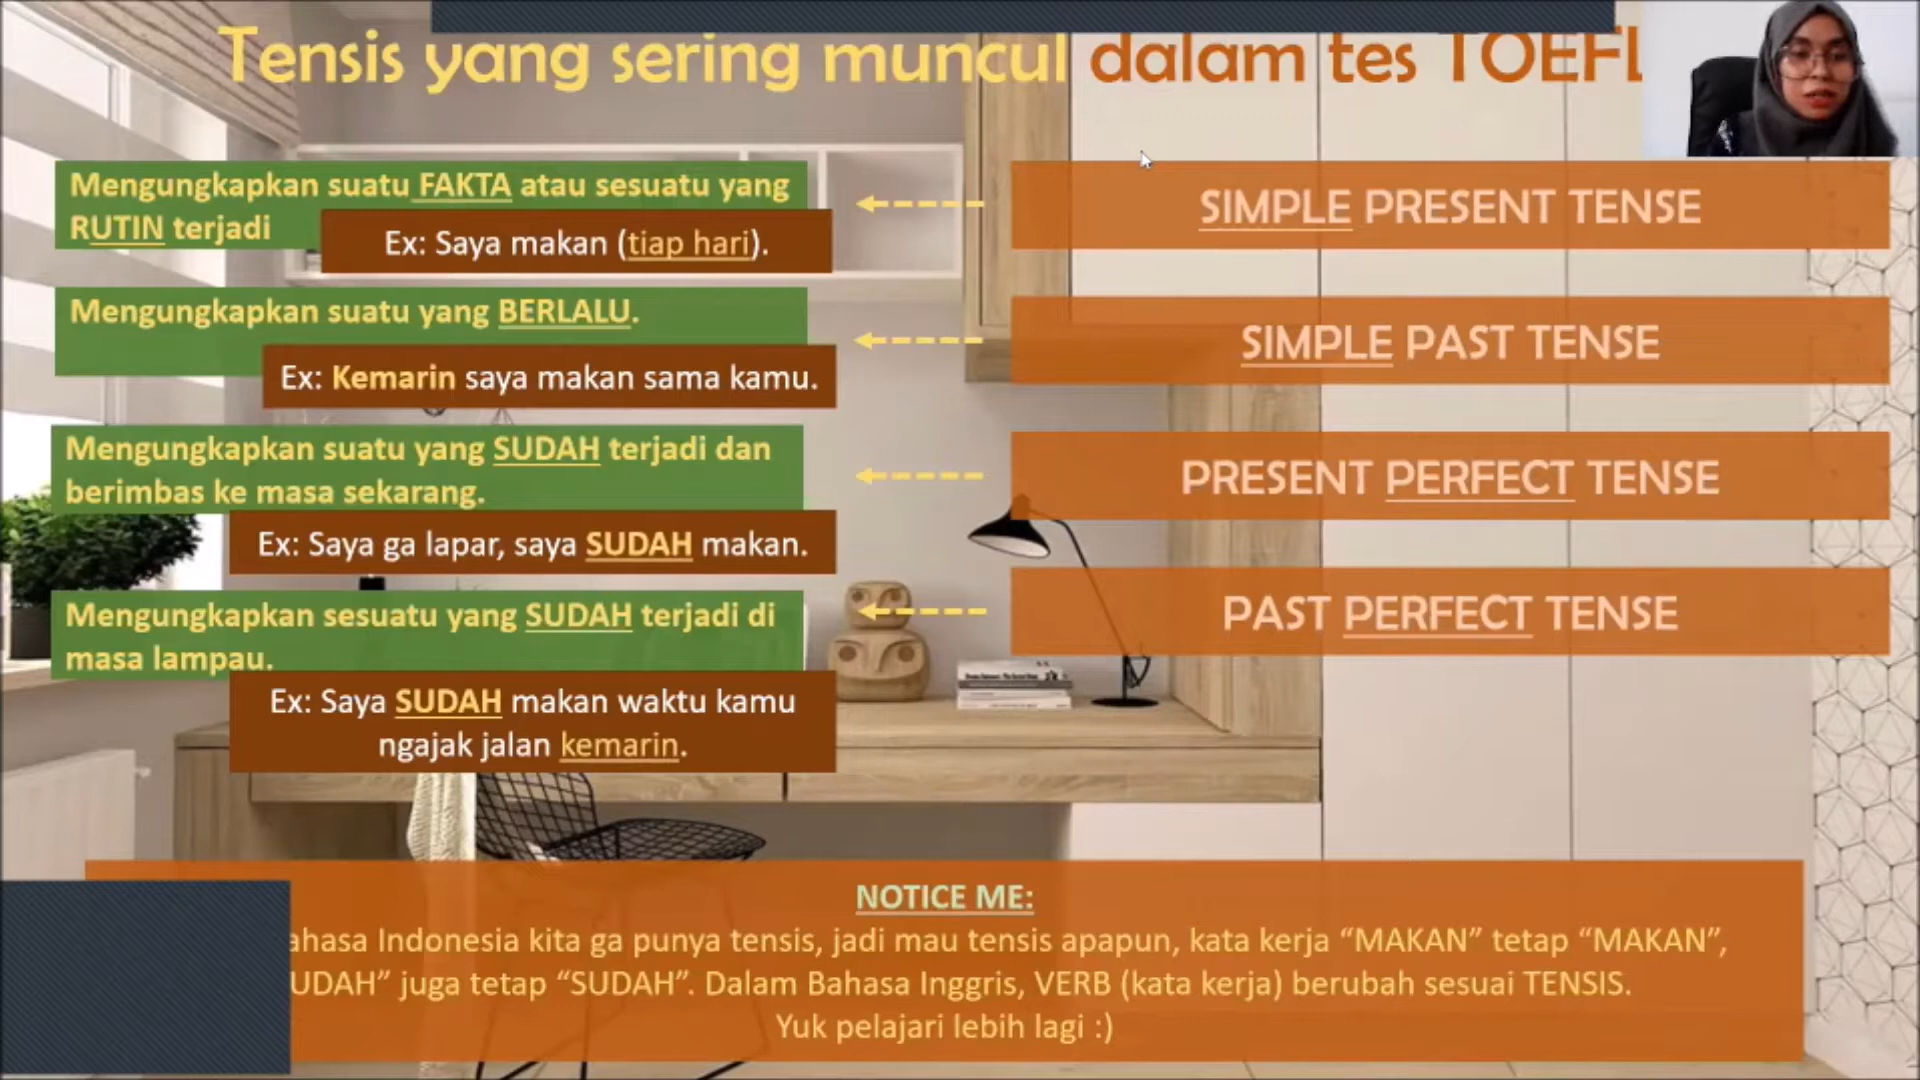 Tensis yang sering muncul dalam tes TOEFL
Mengungkapkan suatu FAKTA atau sesuatu yang
RUTIN terjadi
Ex: Saya makan (tiap hari).
SIMPLE PRESENT TENSE
Mengungkapkan suatu yang BERLALU.
Ex: Kemarin saya makan sama kamu.
SIMPLE PAST TENSE
Mengungkapkan suatu yang SUDAH terjadi dan
berimbas ke masa sekarang.
Ex: Saya ga lapar, saya SUDAH makan.
PRESENT PERFECT TENSE
Mengungkapkan sesuatu yang SUDAH terjadi di
masa lampau.
Ex: Saya SUDAH makan waktu kamu
ngajak jalan kemarin.
PAST PERFECT TENSE
NOTICE ME:
ahasa Indonesia kita ga punya tensis, jadi mau tensis apapun, kata kerja “MAKAN” tetap “MAKAN”,
UDAH” juga tetap “SUDAH”. Dalam Bahasa Inggris, VERB (kata kerja) berubah sesuai TENSIS.
Yuk pelajari lebih lagi :)